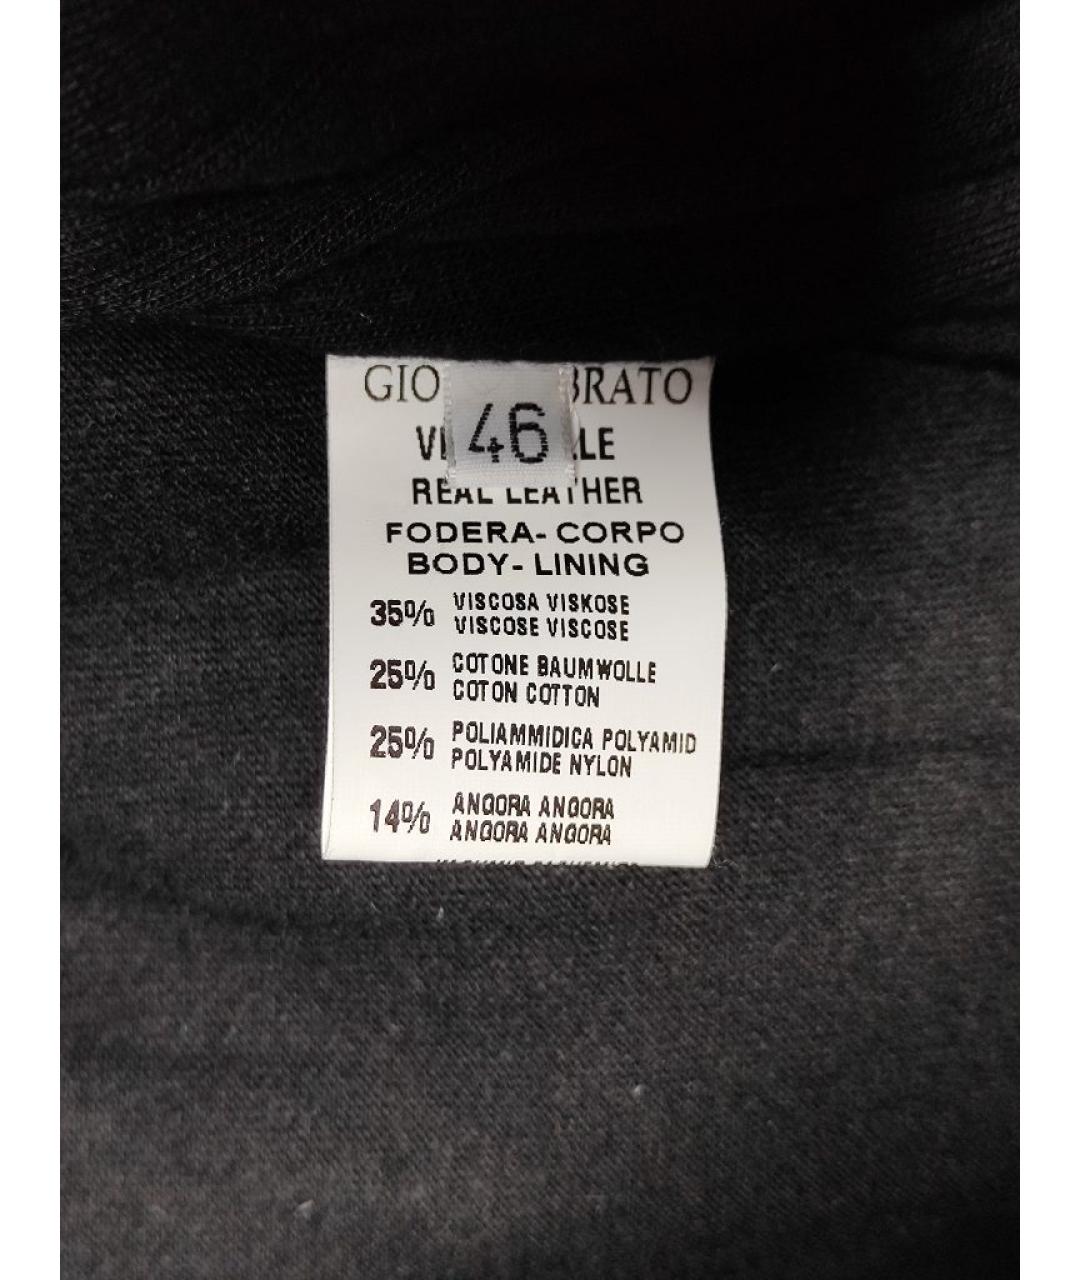 GIO BRATO
46
REAL LEATHER
FODERA-CORPO
BODY-LINING
35% VISCOSA VISKOSE
VISCOSE VISCOSE
25% COTONE BAUMWOLLE
COTON COTTON
25% POLIAMMIDICA POLYAMID
POLYAMIDE NYLON
14% ANGORA ANGORA
ANGORA ANGORA